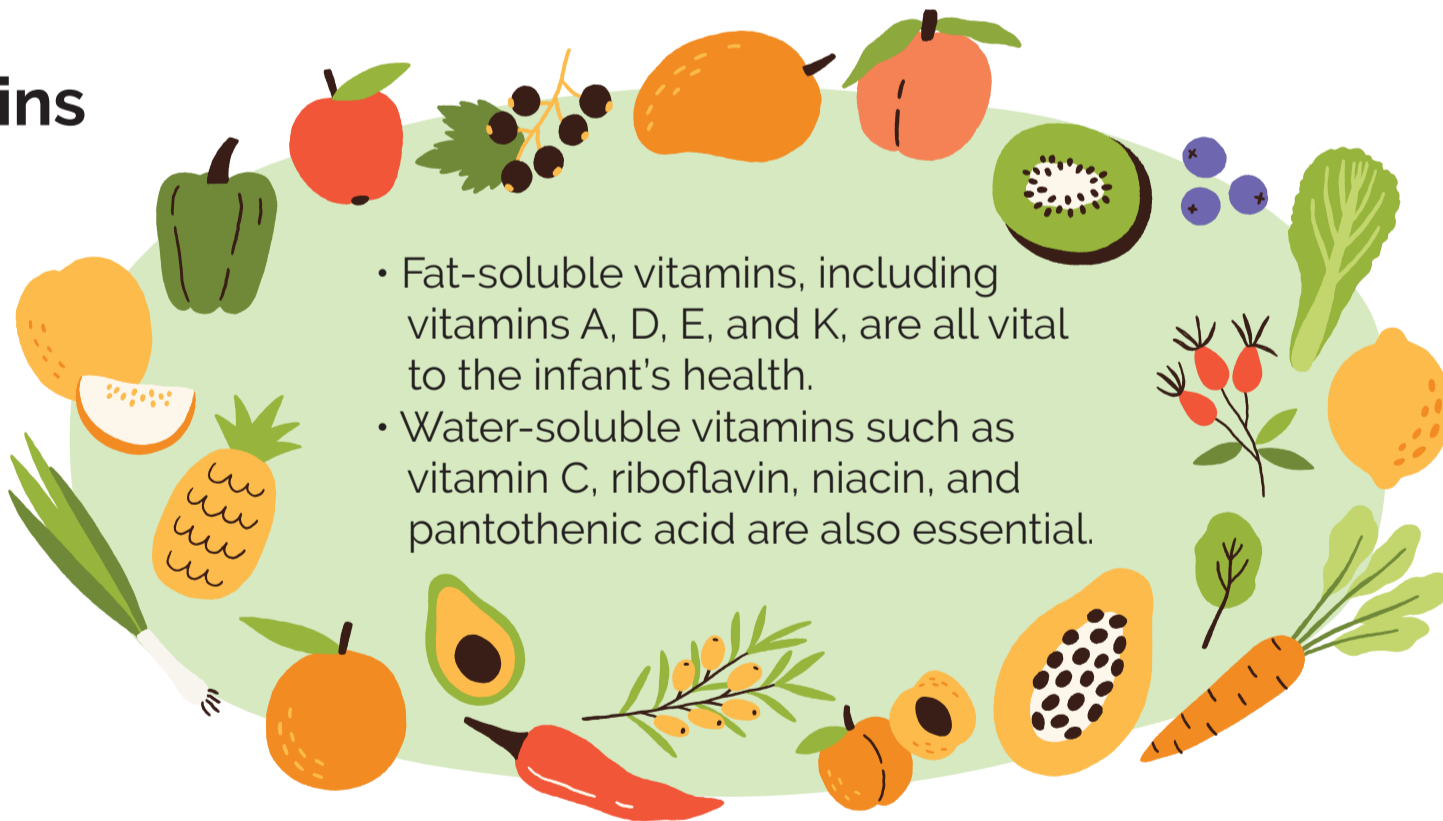 ins
• Fat-soluble vitamins, including
vitamins A, D, E, and K, are all vital
to the infant’s health.
• Water-soluble vitamins such as
vitamin C, riboflavin, niacin, and
pantothenic acid are also essential.